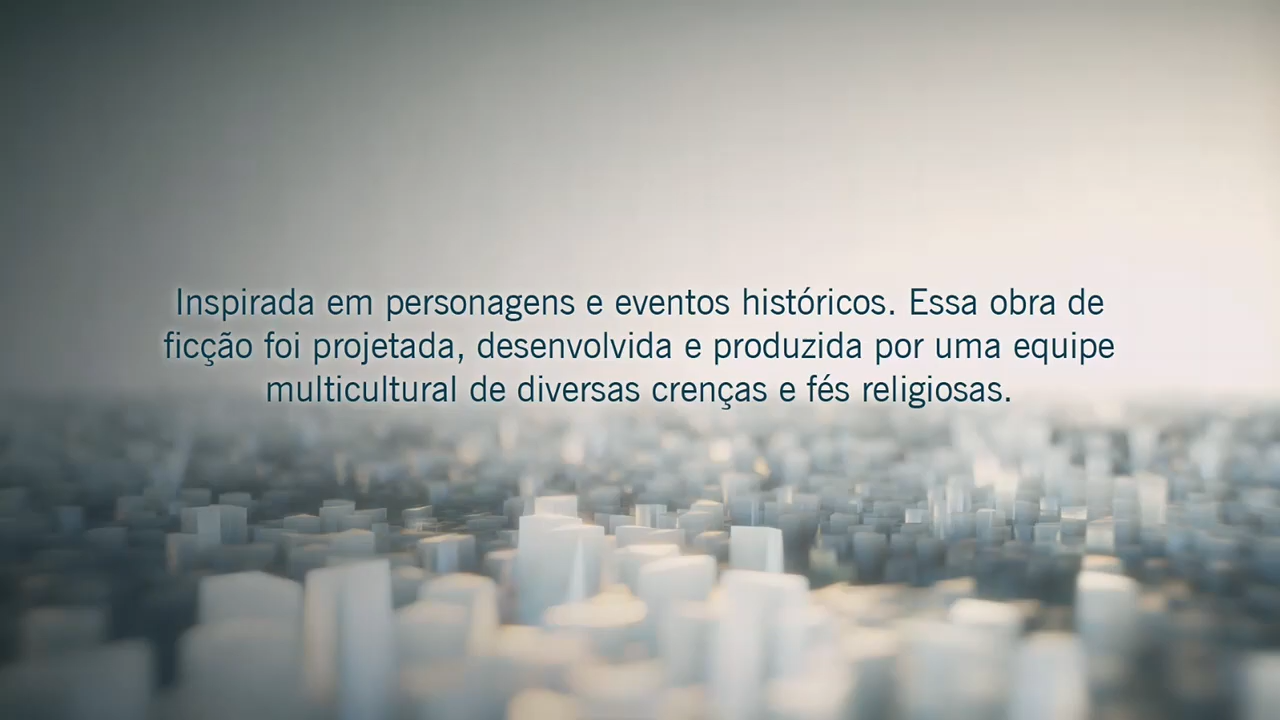 Inspirada em personagens e eventos históricos. Essa obra de
ficção foi projetada, desenvolvida e produzida por uma equipe
multicultural de diversas crenças e fés religiosas.